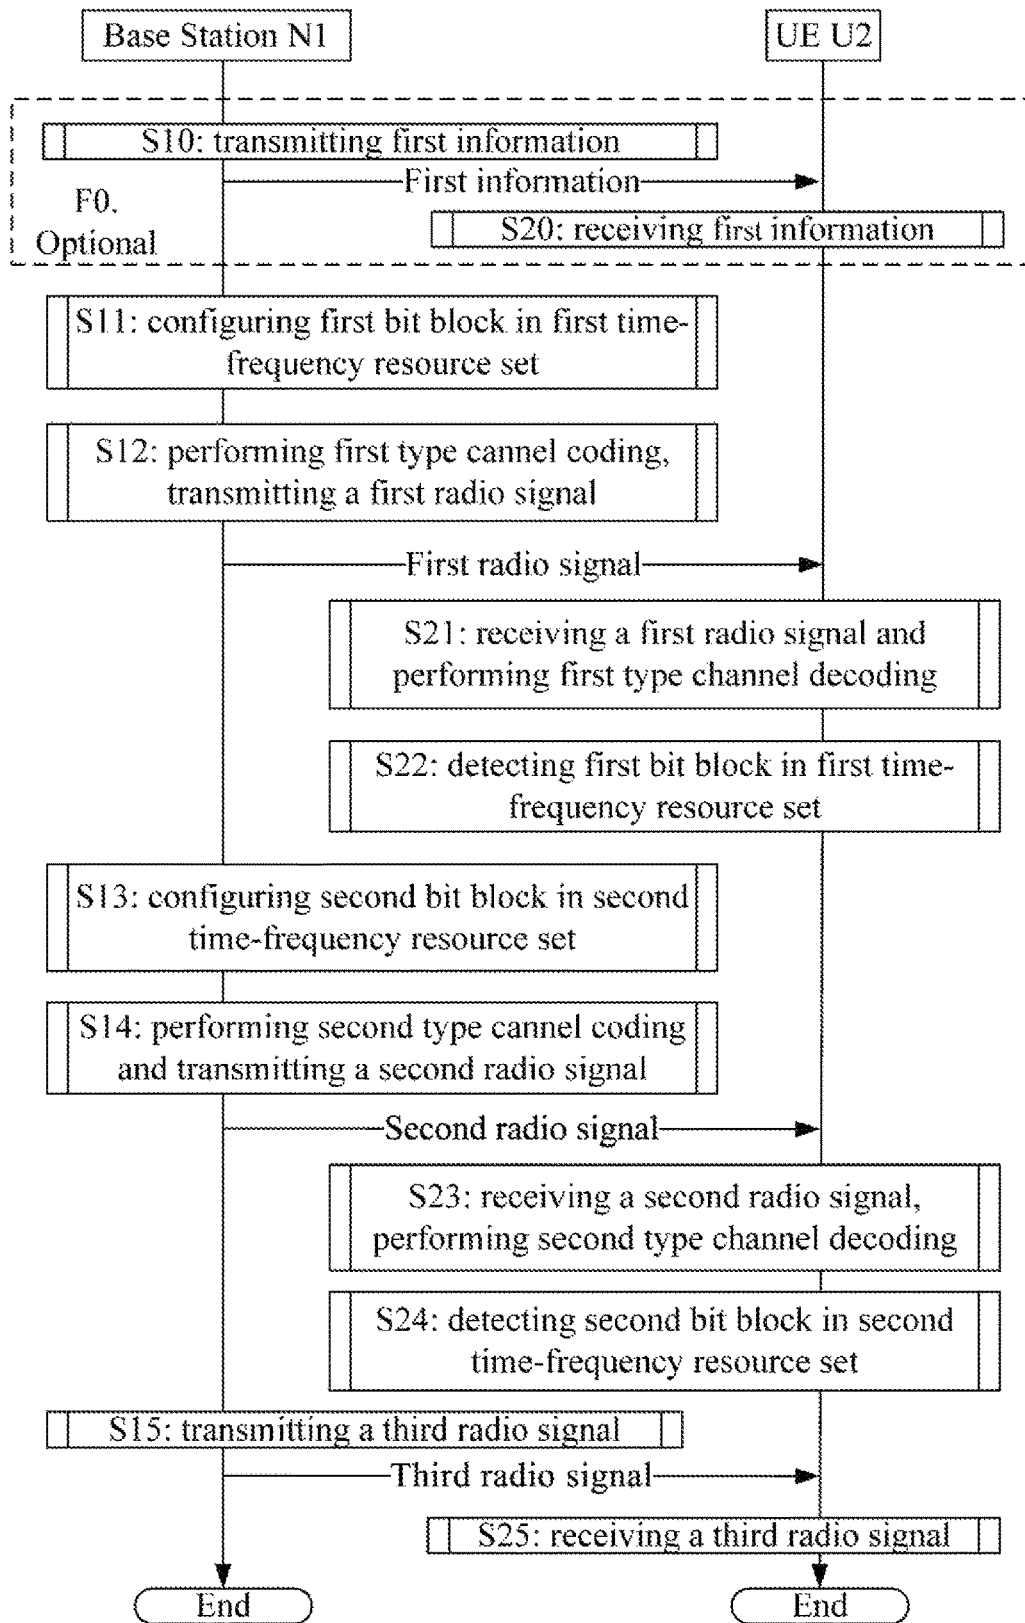 Base Station N1
UE U2
S10: transmitting first information
First information
F0.
Optional
S20: receiving first information
S11: configuring first bit block in first time-
frequency resource set
S12: performing first type cannel coding,
transmitting a first radio signal
First radio signal
S21: receiving a first radio signal and
performing first type channel decoding
S22: detecting first bit block in first time-
frequency resource set
S13: configuring second bit block in second
time-frequency resource set
S14: performing second type cannel coding
and transmitting a second radio signal
Second radio signal
S23: receiving a second radio signal,
performing second type channel decoding
S24: detecting second bit block in second
time-frequency resource set
S15: transmitting a third radio signal
Third radio signal
S25: receiving a third radio signal
End
End